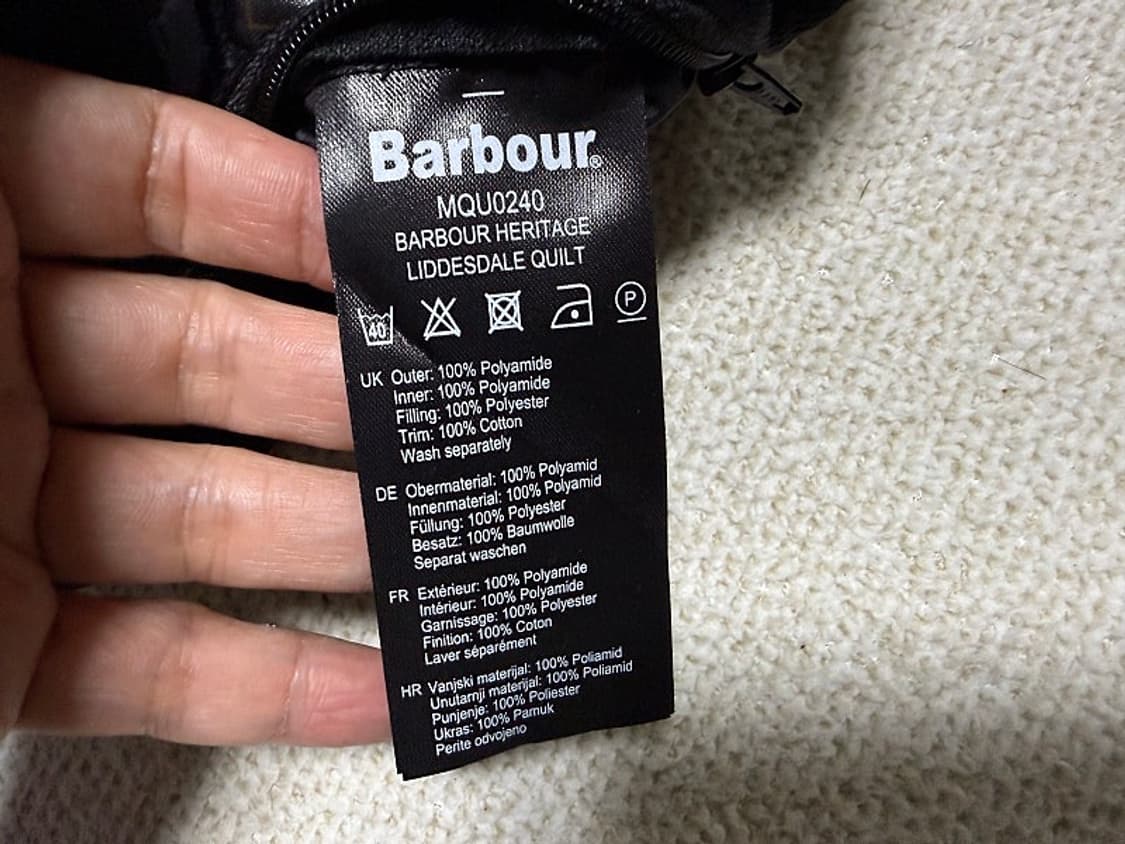 Barbour®
MQU0240
BARBOUR HERITAGE
LIDDESDALE QUILT
40 P
UK Outer: 100% Polyamide
Inner: 100% Polyamide
Filling: 100% Polyester
Trim: 100% Cotton
Wash separately
DE Obermaterial: 100% Polyamid
Innenmaterial: 100% Polyamid
Füllung: 100% Polyester
Besatz: 100% Baumwolle
Separat waschen
FR Extérieur: 100% Polyamide
Intérieur: 100% Polyamide
Garnissage: 100% Polyester
Finition: 100% Coton
Laver séparément
HR Vanjski materijal: 100% Poliamid
Unutarnji materijal: 100% Poliamid
Punjenje: 100% Poliester
Ukras: 100% Pamuk
Perite odvojeno